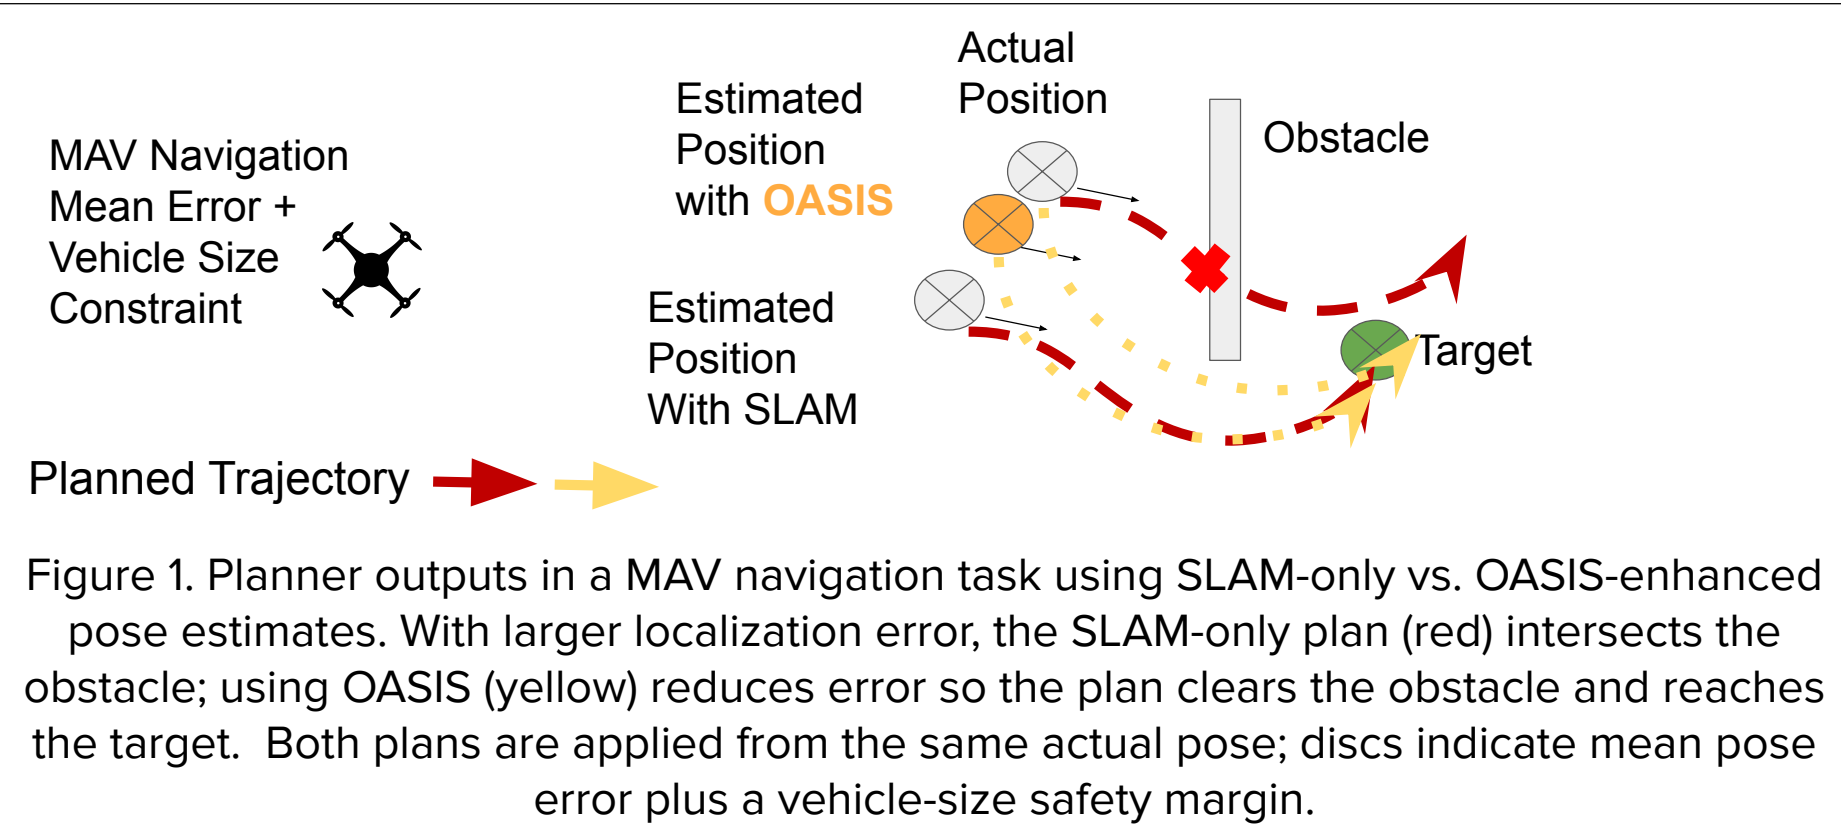 MAV Navigation
Mean Error +
Vehicle Size
Constraint
Estimated
Position
with OASIS
Actual
Position
Obstacle
Estimated
Position
With SLAM
Target
Planned Trajectory
Figure 1. Planner outputs in a MAV navigation task using SLAM-only vs. OASIS-enhanced
pose estimates. With larger localization error, the SLAM-only plan (red) intersects the
obstacle; using OASIS (yellow) reduces error so the plan clears the obstacle and reaches
the target.  Both plans are applied from the same actual pose; discs indicate mean pose
error plus a vehicle-size safety margin.